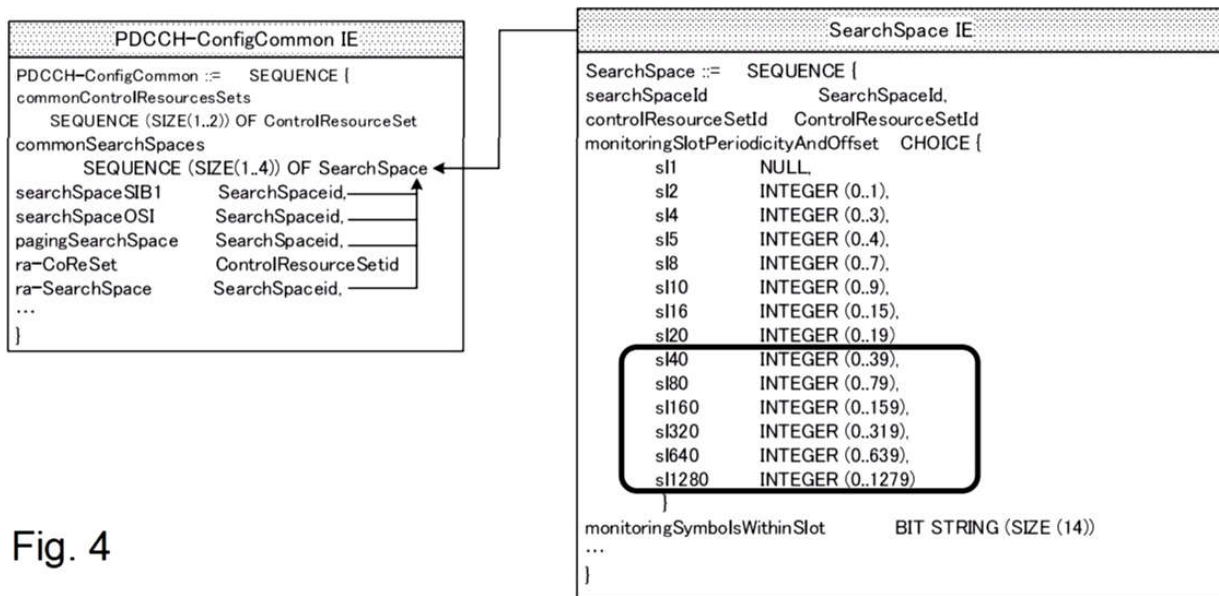 PDCCH-ConfigCommon IE
PDCCH-ConfigCommon ::= SEQUENCE {
commonControlResourcesSets
SEQUENCE (SIZE(1..2)) OF ControlResourceSet
commonSearchSpaces
SEQUENCE (SIZE(1..4)) OF SearchSpace
searchSpaceSIB1 SearchSpaceid,
searchSpaceOSI SearchSpaceid,
pagingSearchSpace SearchSpaceid,
ra-CoReSet ControlResourceSetid
ra-SearchSpace SearchSpaceid,
...
}
SearchSpace IE
SearchSpace ::= SEQUENCE {
searchSpaceId SearchSpaceId,
controlResourceSetId ControlResourceSetId
monitoringSlotPeriodicityAndOffset CHOICE {
sl1 NULL,
sl2 INTEGER (0..1),
sl4 INTEGER (0..3),
sl5 INTEGER (0..4),
sl8 INTEGER (0..7),
sl10 INTEGER (0..9),
sl16 INTEGER (0..15),
sl20 INTEGER (0..19)
sl40 INTEGER (0..39),
sl80 INTEGER (0..79),
sl160 INTEGER (0..159),
sl320 INTEGER (0..319),
sl640 INTEGER (0..639),
sl1280 INTEGER (0..1279)
}
monitoringSymbolsWithinSlot BIT STRING (SIZE (14))
...
}
Fig. 4